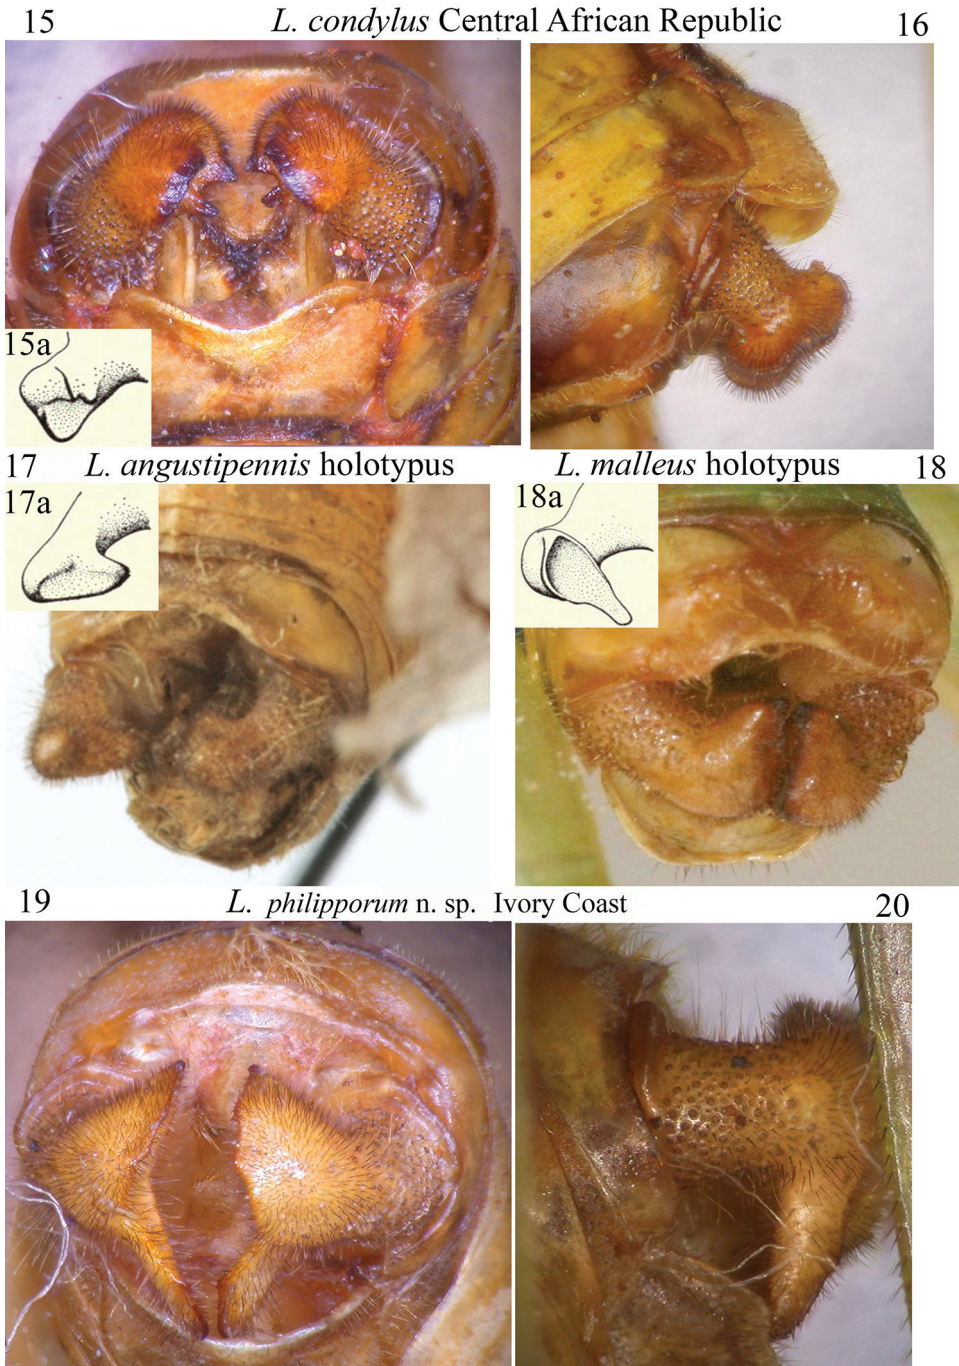 15 L. condylus Central African Republic 16
15a
17 L. angustipennis holotypus L. malleus holotypus 18
17a 18a
19 L. philipporum n. sp. Ivory Coast 20